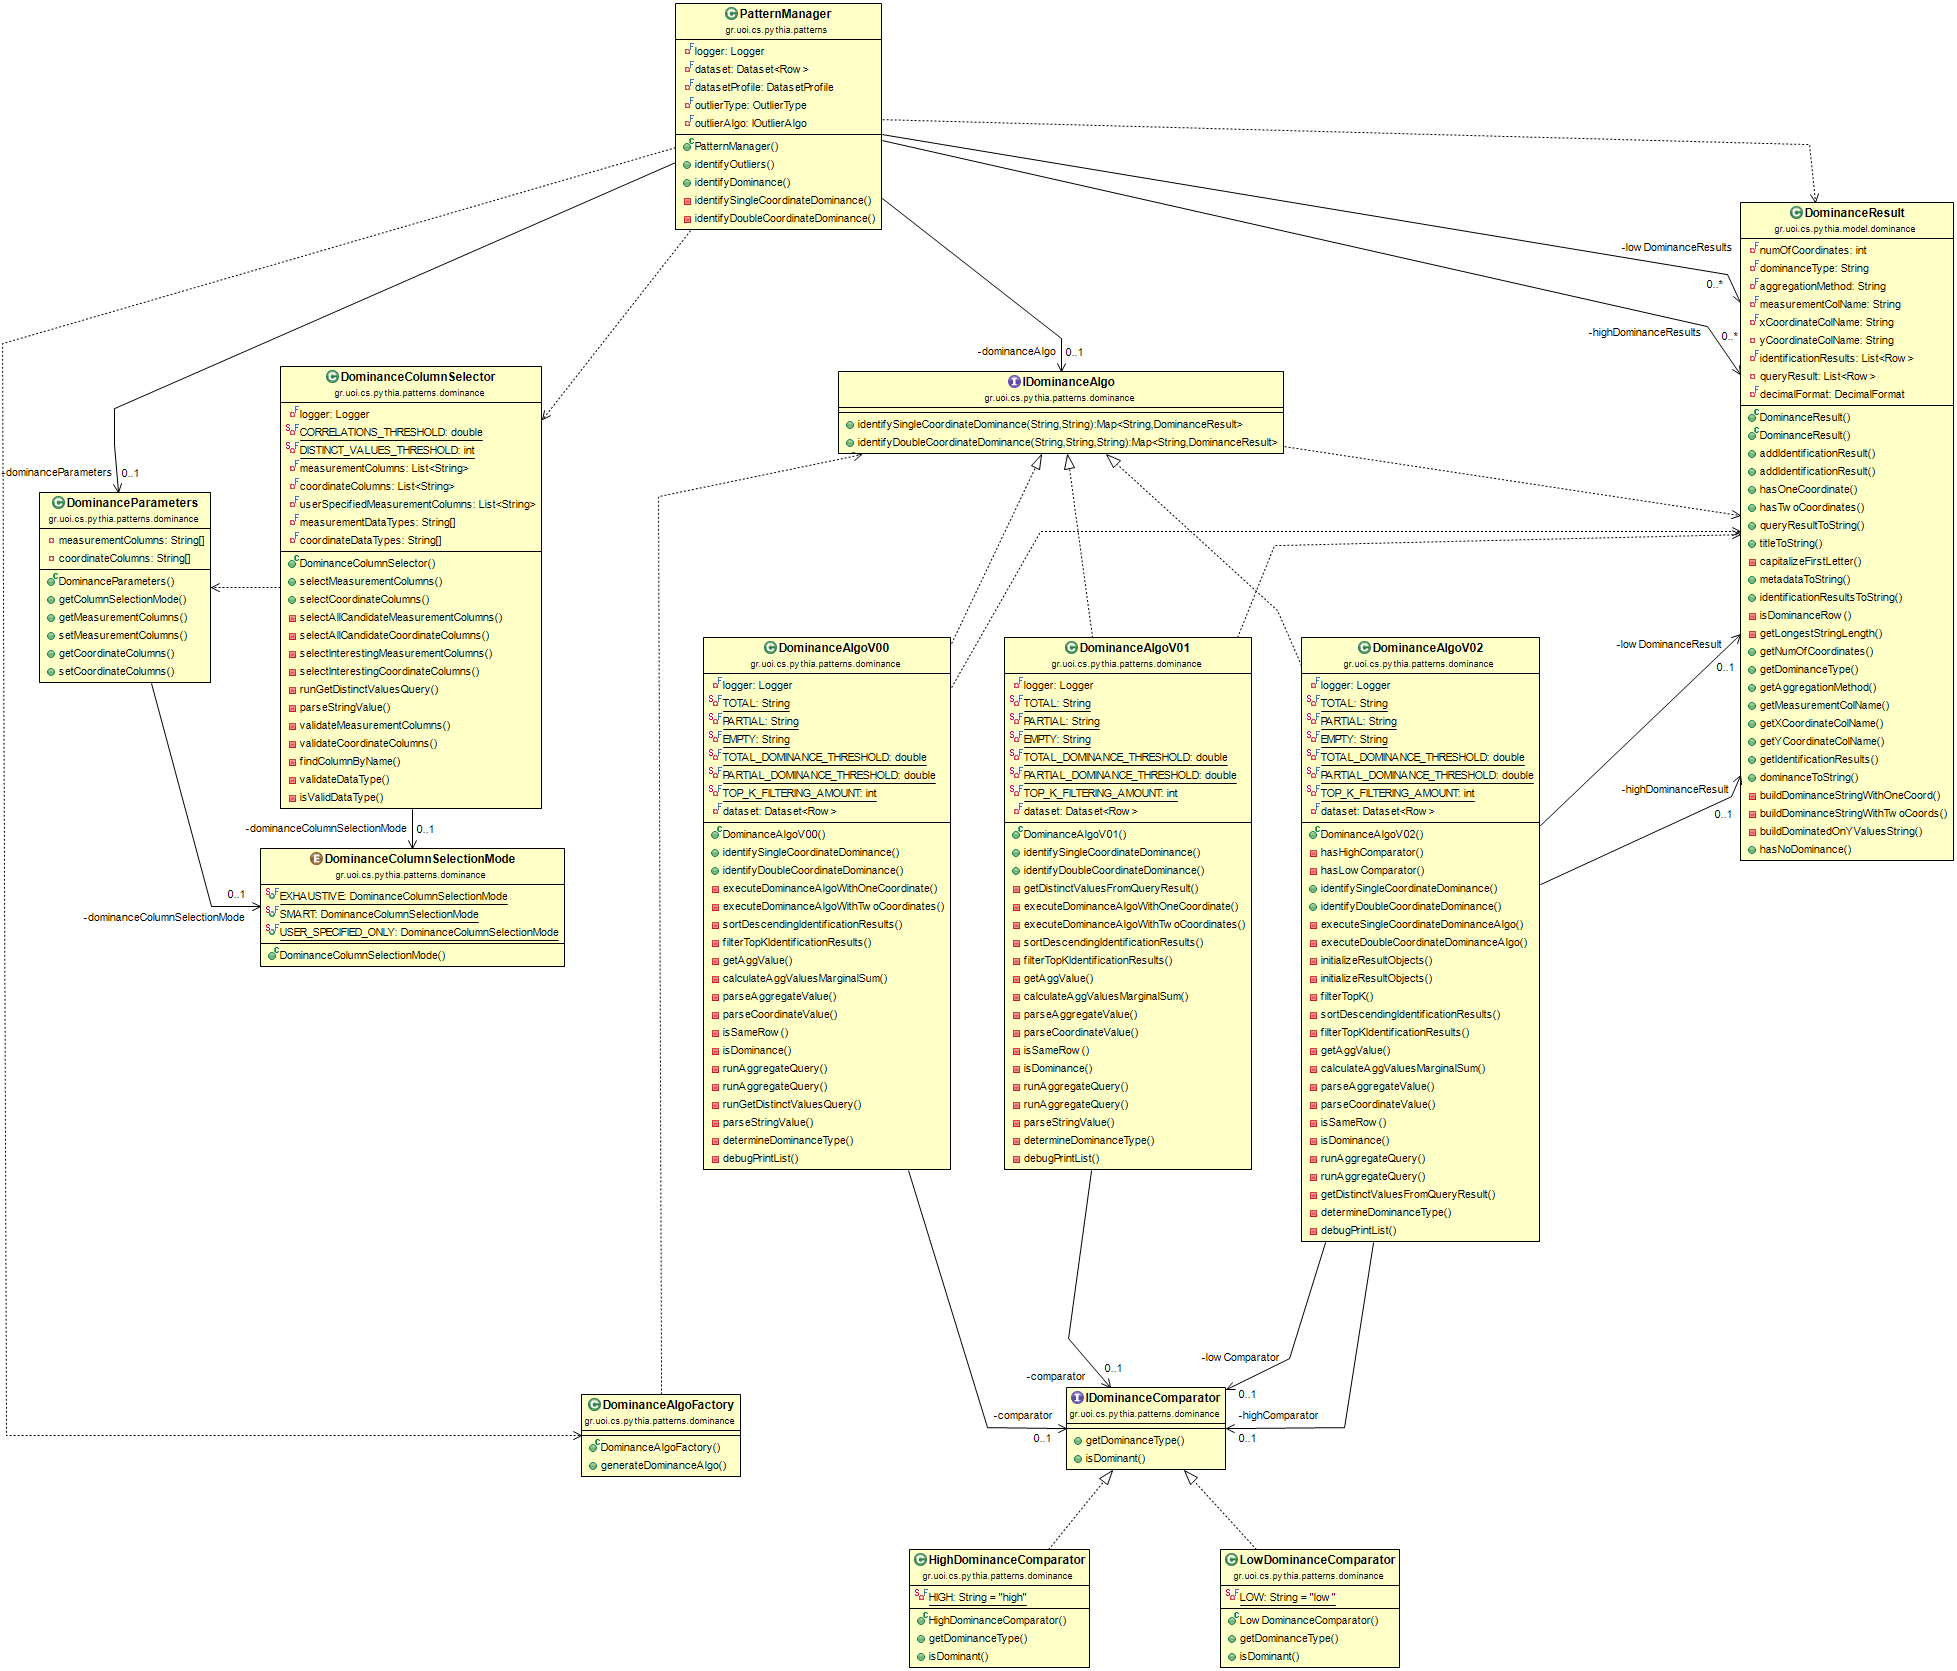 PatternManager
gr.uoi.cs.pythia.patterns
logger: Logger
dataset: Dataset<Row>
datasetProfile: DatasetProfile
outlierType: OutlierType
outlierAlgo: IOutlierAlgo
PatternManager()
identifyOutliers()
identifyDominance()
identifySingleCoordinateDominance()
identifyDoubleCoordinateDominance()
-lowDominanceResults
0..*
-highDominanceResults
0..*
-dominanceAlgo
0..1
-dominanceParameters
0..1
DominanceResult
gr.uoi.cs.pythia.model.dominance
numOfCoordinates: int
dominanceType: String
aggregationMethod: String
measurementColName: String
xCoordinateColName: String
yCoordinateColName: String
identificationResults: List<Row>
queryResult: List<Row>
decimalFormat: DecimalFormat
DominanceResult()
DominanceResult()
addIdentificationResult()
addIdentificationResult()
hasOneCoordinate()
hasTwoCoordinates()
queryResultToString()
titleToString()
capitalizeFirstLetter()
metadataToString()
identificationResultsToString()
isDominanceRow()
getLongestStringLength()
getNumOfCoordinates()
getDominanceType()
getAggregationMethod()
getMeasurementColName()
getXCoordinateColName()
getYCoordinateColName()
getIdentificationResults()
dominanceToString()
buildDominanceStringWithOneCoord()
buildDominanceStringWithTwoCoords()
buildDominatedOnYValuesString()
hasNoDominance()
DominanceColumnSelector
gr.uoi.cs.pythia.patterns.dominance
logger: Logger
CORRELATIONS_THRESHOLD: double
DISTINCT_VALUES_THRESHOLD: int
measurementColumns: List<String>
coordinateColumns: List<String>
userSpecifiedMeasurementColumns: List<String>
measurementDataTypes: String[]
coordinateDataTypes: String[]
DominanceColumnSelector()
selectMeasurementColumns()
selectCoordinateColumns()
selectAllCandidateMeasurementColumns()
selectAllCandidateCoordinateColumns()
selectInterestingMeasurementColumns()
selectInterestingCoordinateColumns()
runGetDistinctValuesQuery()
parseStringValue()
validateMeasurementColumns()
validateCoordinateColumns()
findColumnByName()
validateDataType()
isValidDataType()
IDominanceAlgo
gr.uoi.cs.pythia.patterns.dominance
identifySingleCoordinateDominance(String,String):Map<String,DominanceResult>
identifyDoubleCoordinateDominance(String,String,String):Map<String,DominanceResult>
DominanceParameters
gr.uoi.cs.pythia.patterns.dominance
measurementColumns: String[]
coordinateColumns: String[]
DominanceParameters()
getColumnSelectionMode()
getMeasurementColumns()
setMeasurementColumns()
getCoordinateColumns()
setCoordinateColumns()
-dominanceColumnSelectionMode
0..1
0..1
-dominanceColumnSelectionMode
DominanceColumnSelectionMode
gr.uoi.cs.pythia.patterns.dominance
EXHAUSTIVE: DominanceColumnSelectionMode
SMART: DominanceColumnSelectionMode
USER_SPECIFIED_ONLY: DominanceColumnSelectionMode
DominanceColumnSelectionMode()
DominanceAlgoV00
gr.uoi.cs.pythia.patterns.dominance
logger: Logger
TOTAL: String
PARTIAL: String
EMPTY: String
TOTAL_DOMINANCE_THRESHOLD: double
PARTIAL_DOMINANCE_THRESHOLD: double
TOP_K_FILTERING_AMOUNT: int
dataset: Dataset<Row>
DominanceAlgoV00()
identifySingleCoordinateDominance()
identifyDoubleCoordinateDominance()
executeDominanceAlgoWithOneCoordinate()
executeDominanceAlgoWithTwoCoordinates()
sortDescendingIdentificationResults()
filterTopKIdentificationResults()
getAggValue()
calculateAggValuesMarginalSum()
parseAggregateValue()
parseCoordinateValue()
isSameRow()
isDominance()
runAggregateQuery()
runAggregateQuery()
runGetDistinctValuesQuery()
parseStringValue()
determineDominanceType()
debugPrintList()
DominanceAlgoV01
gr.uoi.cs.pythia.patterns.dominance
logger: Logger
TOTAL: String
PARTIAL: String
EMPTY: String
TOTAL_DOMINANCE_THRESHOLD: double
PARTIAL_DOMINANCE_THRESHOLD: double
TOP_K_FILTERING_AMOUNT: int
dataset: Dataset<Row>
DominanceAlgoV01()
identifySingleCoordinateDominance()
identifyDoubleCoordinateDominance()
getDistinctValuesFromQueryResult()
executeDominanceAlgoWithOneCoordinate()
executeDominanceAlgoWithTwoCoordinates()
sortDescendingIdentificationResults()
filterTopKIdentificationResults()
getAggValue()
calculateAggValuesMarginalSum()
parseAggregateValue()
parseCoordinateValue()
isSameRow()
isDominance()
runAggregateQuery()
runAggregateQuery()
parseStringValue()
determineDominanceType()
debugPrintList()
DominanceAlgoV02
gr.uoi.cs.pythia.patterns.dominance
logger: Logger
TOTAL: String
PARTIAL: String
EMPTY: String
TOTAL_DOMINANCE_THRESHOLD: double
PARTIAL_DOMINANCE_THRESHOLD: double
TOP_K_FILTERING_AMOUNT: int
dataset: Dataset<Row>
DominanceAlgoV02()
hasHighComparator()
hasLowComparator()
identifySingleCoordinateDominance()
identifyDoubleCoordinateDominance()
executeSingleCoordinateDominanceAlgo()
executeDoubleCoordinateDominanceAlgo()
initializeResultObjects()
initializeResultObjects()
filterTopK()
sortDescendingIdentificationResults()
filterTopKIdentificationResults()
getAggValue()
calculateAggValuesMarginalSum()
parseAggregateValue()
parseCoordinateValue()
isSameRow()
isDominance()
runAggregateQuery()
runAggregateQuery()
getDistinctValuesFromQueryResult()
determineDominanceType()
debugPrintList()
-lowDominanceResult
0..1
-highDominanceResult
0..1
-comparator
0..1
-comparator
0..1
-lowComparator
0..1
-highComparator
0..1
DominanceAlgoFactory
gr.uoi.cs.pythia.patterns.dominance
DominanceAlgoFactory()
generateDominanceAlgo()
IDominanceComparator
gr.uoi.cs.pythia.patterns.dominance
getDominanceType()
isDominant()
HighDominanceComparator
gr.uoi.cs.pythia.patterns.dominance
HIGH: String = "high"
HighDominanceComparator()
getDominanceType()
isDominant()
LowDominanceComparator
gr.uoi.cs.pythia.patterns.dominance
LOW: String = "low"
LowDominanceComparator()
getDominanceType()
isDominant()